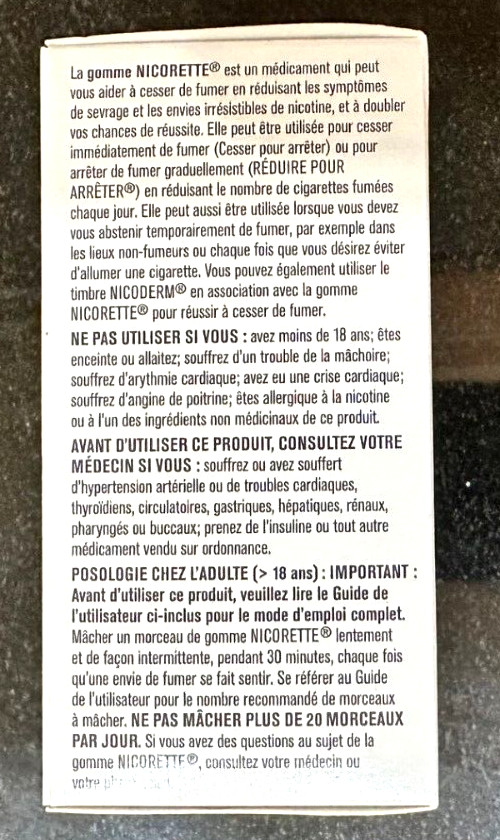 La gomme NICORETTE® est un médicament qui peut
vous aider à cesser de fumer en réduisant les symptômes
de sevrage et les envies irrésistibles de nicotine, et à doubler
vos chances de réussite. Elle peut être utilisée pour cesser
immédiatement de fumer (Cesser pour arrêter) ou pour
arrêter de fumer graduellement (RÉDUIRE POUR
ARRÊTER®) en réduisant le nombre de cigarettes fumées
chaque jour. Elle peut aussi être utilisée lorsque vous devez
vous abstenir temporairement de fumer, par exemple dans
les lieux non-fumeurs ou chaque fois que vous désirez éviter
d'allumer une cigarette. Vous pouvez également utiliser le
timbre NICODERM® en association avec la gomme
NICORETTE® pour réussir à cesser de fumer.
NE PAS UTILISER SI VOUS : avez moins de 18 ans; êtes
enceinte ou allaitez; souffrez d'un trouble de la mâchoire;
souffrez d'arythmie cardiaque; avez eu une crise cardiaque;
souffrez d'angine de poitrine; êtes allergique à la nicotine
ou à l'un des ingrédients non médicinaux de ce produit.
AVANT D'UTILISER CE PRODUIT, CONSULTEZ VOTRE
MÉDECIN SI VOUS : souffrez ou avez souffert
d'hypertension artérielle ou de troubles cardiaques,
thyroïdiens, circulatoires, gastriques, hépatiques, rénaux,
pharyngés ou buccaux; prenez de l'insuline ou tout autre
médicament vendu sur ordonnance.
POSOLOGIE CHEZ L'ADULTE (> 18 ans) : IMPORTANT :
Avant d'utiliser ce produit, veuillez lire le Guide de
l'utilisateur ci-inclus pour le mode d'emploi complet.
Mâcher un morceau de gomme NICORETTE® lentement
et de façon intermittente, pendant 30 minutes, chaque fois
qu'une envie de fumer se fait sentir. Se référer au Guide
de l'utilisateur pour le nombre recommandé de morceaux
à mâcher. NE PAS MÂCHER PLUS DE 20 MORCEAUX
PAR JOUR. Si vous avez des questions au sujet de la
gomme NICORETTE®, consultez votre médecin ou
votre